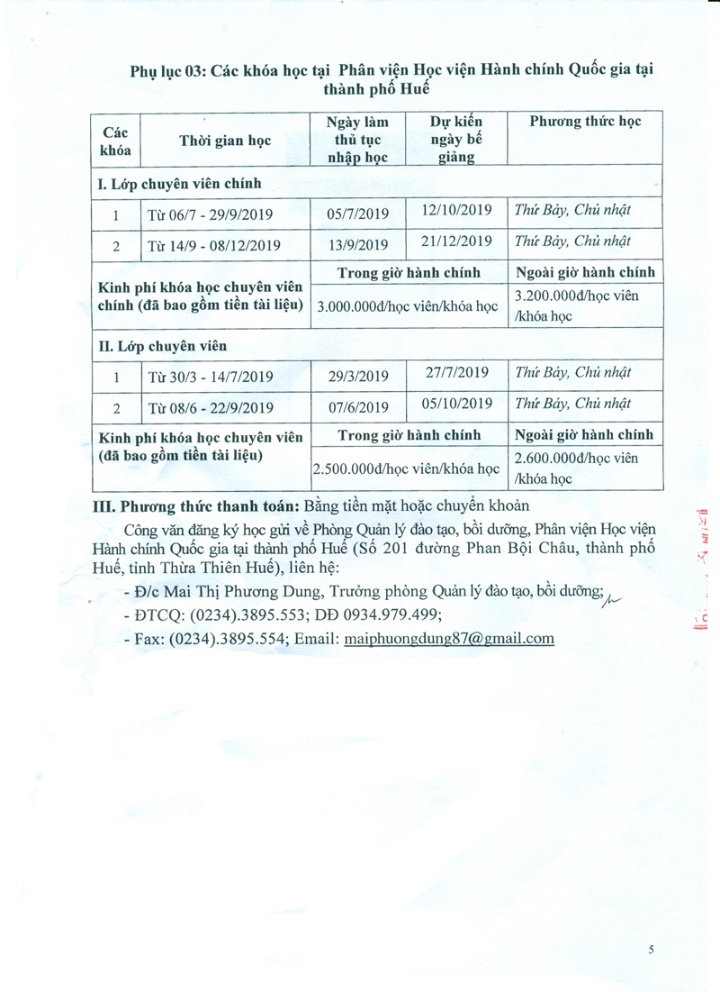 Phụ lục 03: Các khóa học tại Phân viện Học viện Hành chính Quốc gia tại
thành phố Huế
Các khóa | Thời gian học | Ngày làm thủ tục nhập học | Dự kiến ngày bế giảng | Phương thức học
I. Lớp chuyên viên chính
1 | Từ 06/7 - 29/9/2019 | 05/7/2019 | 12/10/2019 | Thứ Bảy, Chủ nhật
2 | Từ 14/9 - 08/12/2019 | 13/9/2019 | 21/12/2019 | Thứ Bảy, Chủ nhật
Kinh phí khóa học chuyên viên chính (đã bao gồm tiền tài liệu) | Trong giờ hành chính | Ngoài giờ hành chính
3.000.000đ/học viên/khóa học | 3.200.000đ/học viên /khóa học
II. Lớp chuyên viên
1 | Từ 30/3 - 14/7/2019 | 29/3/2019 | 27/7/2019 | Thứ Bảy, Chủ nhật
2 | Từ 08/6 - 22/9/2019 | 07/6/2019 | 05/10/2019 | Thứ Bảy, Chủ nhật
Kinh phí khóa học chuyên viên (đã bao gồm tiền tài liệu) | Trong giờ hành chính | Ngoài giờ hành chính
2.500.000đ/học viên/khóa học | 2.600.000đ/học viên /khóa học
III. Phương thức thanh toán: Bằng tiền mặt hoặc chuyển khoản
Công văn đăng ký học gửi về Phòng Quản lý đào tạo, bồi dưỡng, Phân viện Học viện
Hành chính Quốc gia tại thành phố Huế (Số 201 đường Phan Bội Châu, thành phố
Huế, tỉnh Thừa Thiên Huế), liên hệ:
- Đ/c Mai Thị Phương Dung, Trưởng phòng Quản lý đào tạo, bồi dưỡng;
- ĐTCQ: (0234).3895.553; DĐ 0934.979.499;
- Fax: (0234).3895.554; Email: maiphuongdung87@gmail.com
5